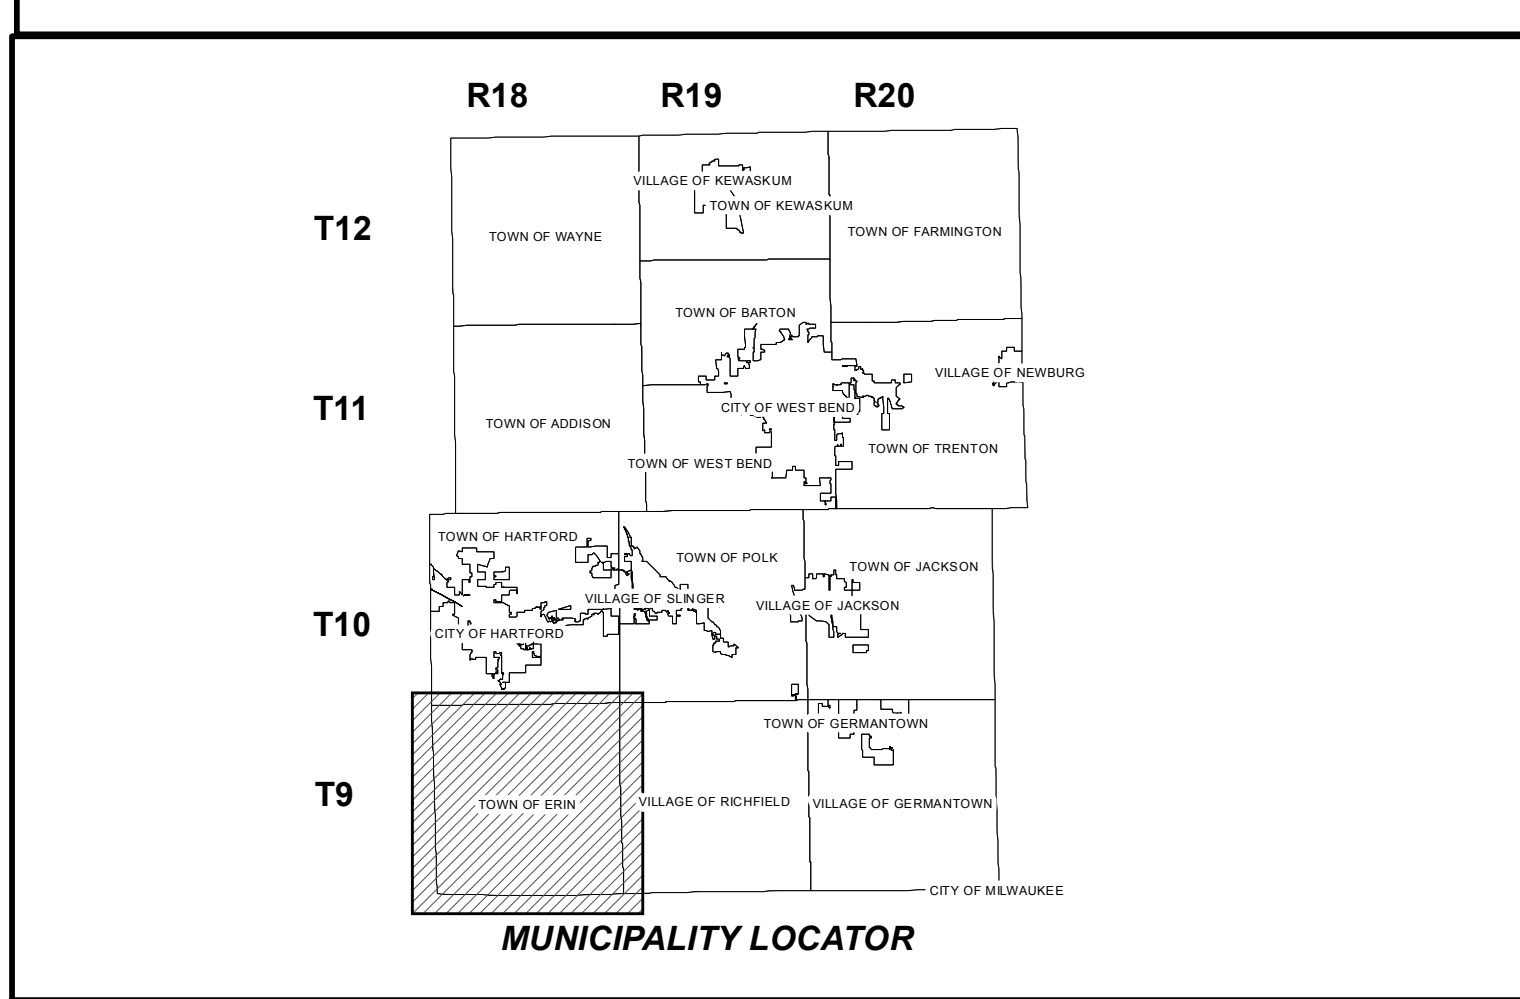 R18 R19 R20
VILLAGE OF KEWASKUM
TOWN OF KEWASKUM
T12
TOWN OF WAYNE
TOWN OF FARMINGTON
TOWN OF BARTON
VILLAGE OF NEWBURG
T11
CITY OF WEST BEND
TOWN OF ADDISON
TOWN OF TRENTON
TOWN OF WEST BEND
TOWN OF HARTFORD
TOWN OF POLK
TOWN OF JACKSON
VILLAGE OF SLINGER
VILLAGE OF JACKSON
T10
CITY OF HARTFORD
TOWN OF GERMANTOWN
T9
TOWN OF ERIN
VILLAGE OF RICHFIELD
VILLAGE OF GERMANTOWN
CITY OF MILWAUKEE
MUNICIPALITY LOCATOR